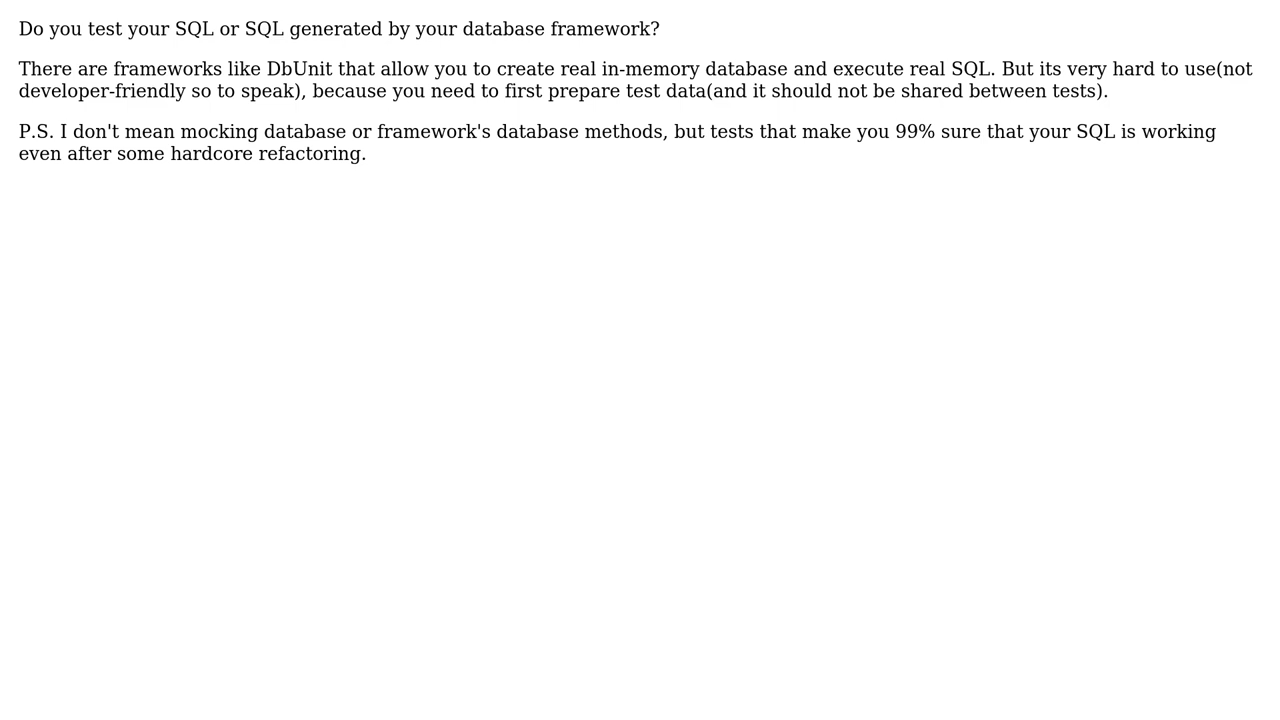 Do you test your SQL or SQL generated by your database framework?
There are frameworks like DbUnit that allow you to create real in-memory database and execute real SQL. But its very hard to use(not
developer-friendly so to speak), because you need to first prepare test data(and it should not be shared between tests).
P.S. I don't mean mocking database or framework's database methods, but tests that make you 99% sure that your SQL is working
even after some hardcore refactoring.